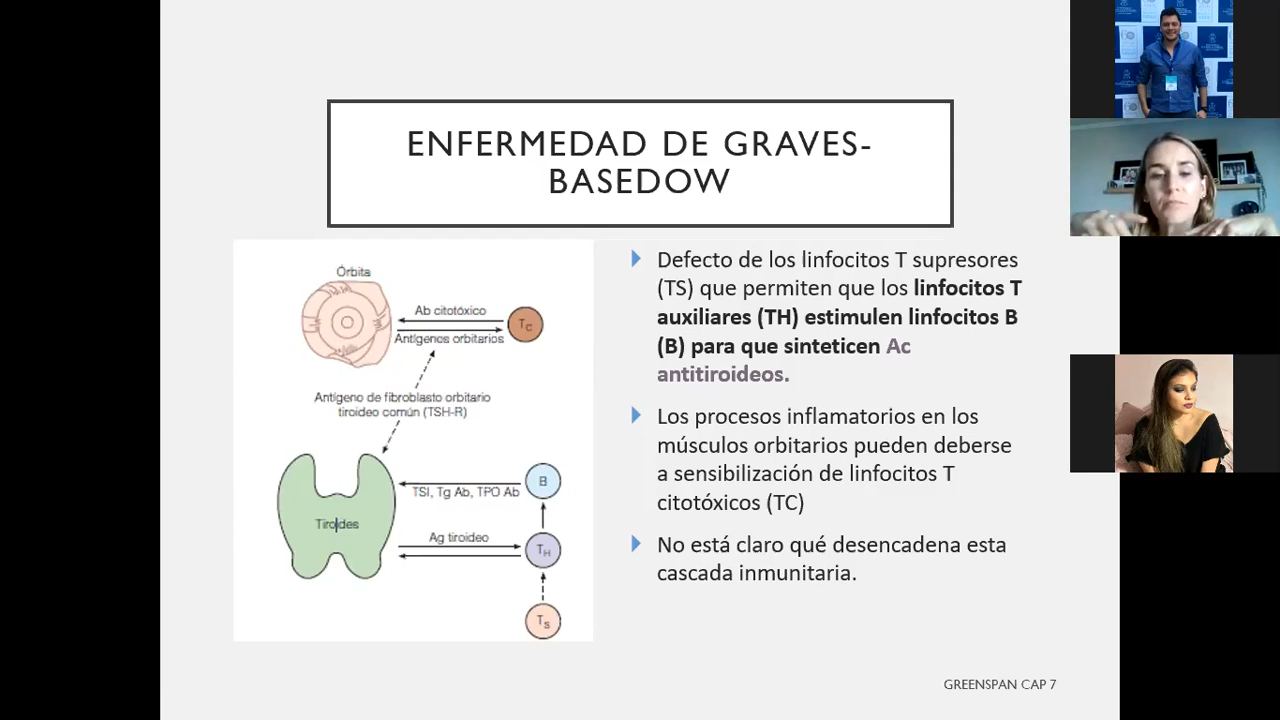 ENFERMEDAD DE GRAVES-
BASEDOW
Órbita
Ab citotóxico
Tc
Antígenos orbitarios
Antígeno de fibroblasto orbitario
tiroideo común (TSH-R)
B
TSI, Tg Ab, TPO Ab
Tiroides
Ag tiroideo
TH
TS
Defecto de los linfocitos T supresores
(TS) que permiten que los linfocitos T
auxiliares (TH) estimulen linfocitos B
(B) para que sinteticen Ac
antitiroideos.
Los procesos inflamatorios en los
músculos orbitarios pueden deberse
a sensibilización de linfocitos T
citotóxicos (TC)
No está claro qué desencadena esta
cascada inmunitaria.
GREENSPAN CAP 7